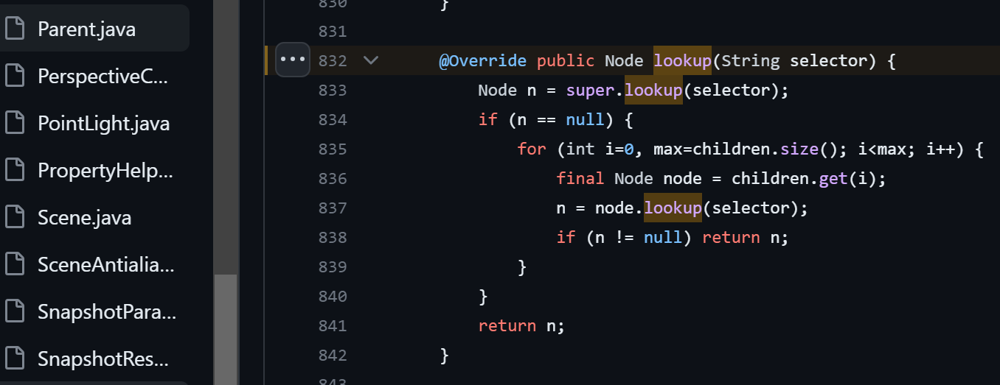 Parent.java
PerspectiveC...
PointLight.java
PropertyHelp...
Scene.java
SceneAntialia...
SnapshotPara...
SnapshotRes...
830 }
831
832 @Override public Node lookup(String selector) {
833 Node n = super.lookup(selector);
834 if (n == null) {
835 for (int i=0, max=children.size(); i<max; i++) {
836 final Node node = children.get(i);
837 n = node.lookup(selector);
838 if (n != null) return n;
839 }
840 }
841 return n;
842 }
843